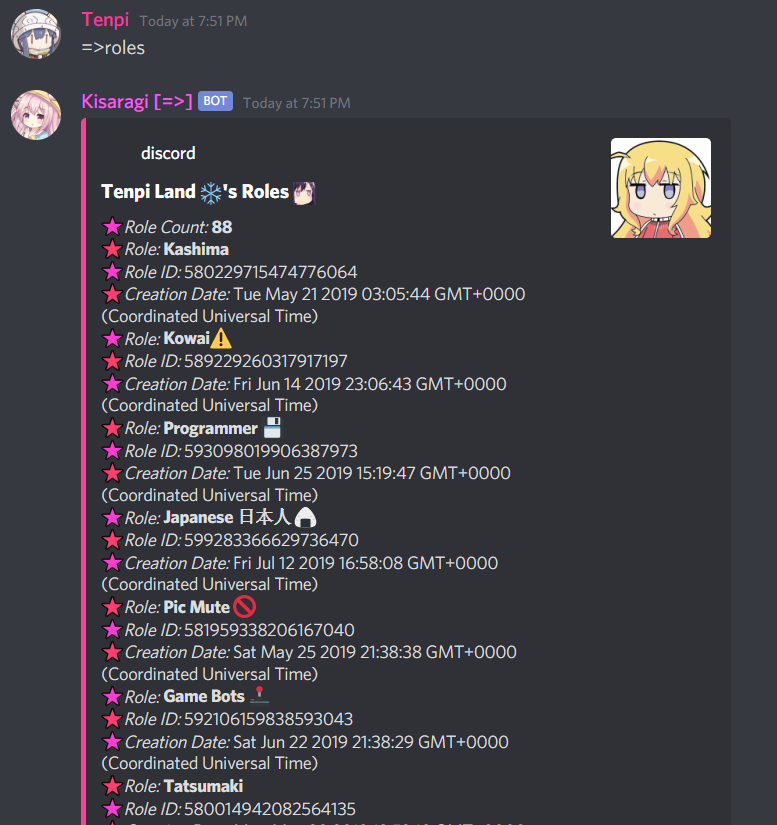 Tenpi Today at 7:51 PM
=>roles
Kisaragi [=>] BOT Today at 7:51 PM
discord
Tenpi Land ❄️'s Roles
Role Count: 88
Role: Kashima
Role ID: 580229715474776064
Creation Date: Tue May 21 2019 03:05:44 GMT+0000
(Coordinated Universal Time)
Role: Kowai⚠️
Role ID: 589229260317917197
Creation Date: Fri Jun 14 2019 23:06:43 GMT+0000
(Coordinated Universal Time)
Role: Programmer 💾
Role ID: 593098019906387973
Creation Date: Tue Jun 25 2019 15:19:47 GMT+0000
(Coordinated Universal Time)
Role: Japanese 日本人🍙
Role ID: 599283366629736470
Creation Date: Fri Jul 12 2019 16:58:08 GMT+0000
(Coordinated Universal Time)
Role: Pic Mute🚫
Role ID: 581959338206167040
Creation Date: Sat May 25 2019 21:38:38 GMT+0000
(Coordinated Universal Time)
Role: Game Bots 🕹️
Role ID: 592106159838593043
Creation Date: Sat Jun 22 2019 21:38:29 GMT+0000
(Coordinated Universal Time)
Role: Tatsumaki
Role ID: 580014942082564135